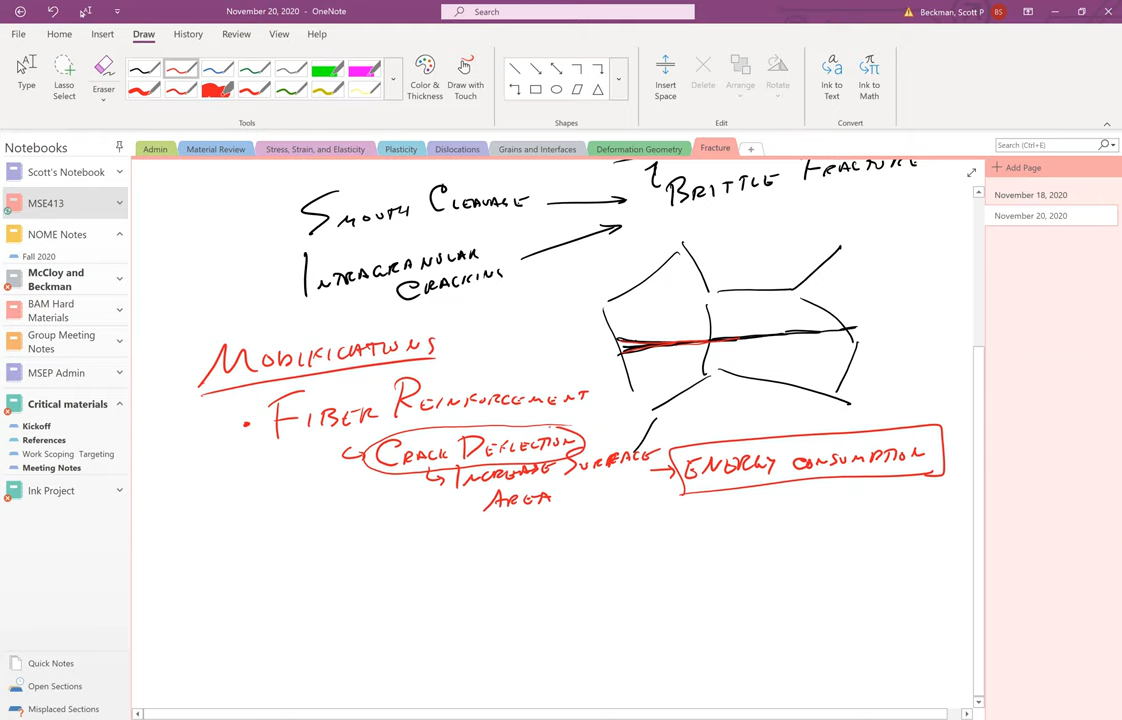 November 20, 2020 - OneNote
Search
Beckman, Scott P
BS
File
Home
Insert
Draw
History
Review
View
Help
Type
Lasso
Select
Eraser
Color &
Thickness
Draw with
Touch
Tools
Shapes
Insert
Space
Delete
Arrange
Rotate
Edit
Ink to
Text
Ink to
Math
Convert
Notebooks
Admin
Material Review
Stress, Strain, and Elasticity
Plasticity
Dislocations
Grains and Interfaces
Deformation Geometry
Fracture
Search (Ctrl+E)
Scott's Notebook
MSE413
NOME Notes
Fall 2020
McCloy and
Beckman
BAM Hard
Materials
Group Meeting
Notes
MSEP Admin
Critical materials
Kickoff
References
Work Scoping Targeting
Meeting Notes
Ink Project
Quick Notes
Open Sections
Misplaced Sections
Add Page
November 18, 2020
November 20, 2020
BRITTLE FRACTURE
SMOOTH CLEAVAGE
INTRAGRANULAR
CRACKING
MODIFICATIONS
• FIBER REINFORCEMENT
CRACK DEFLECTION
INCREASE SURFACE
AREA
ENERGY CONSUMPTION